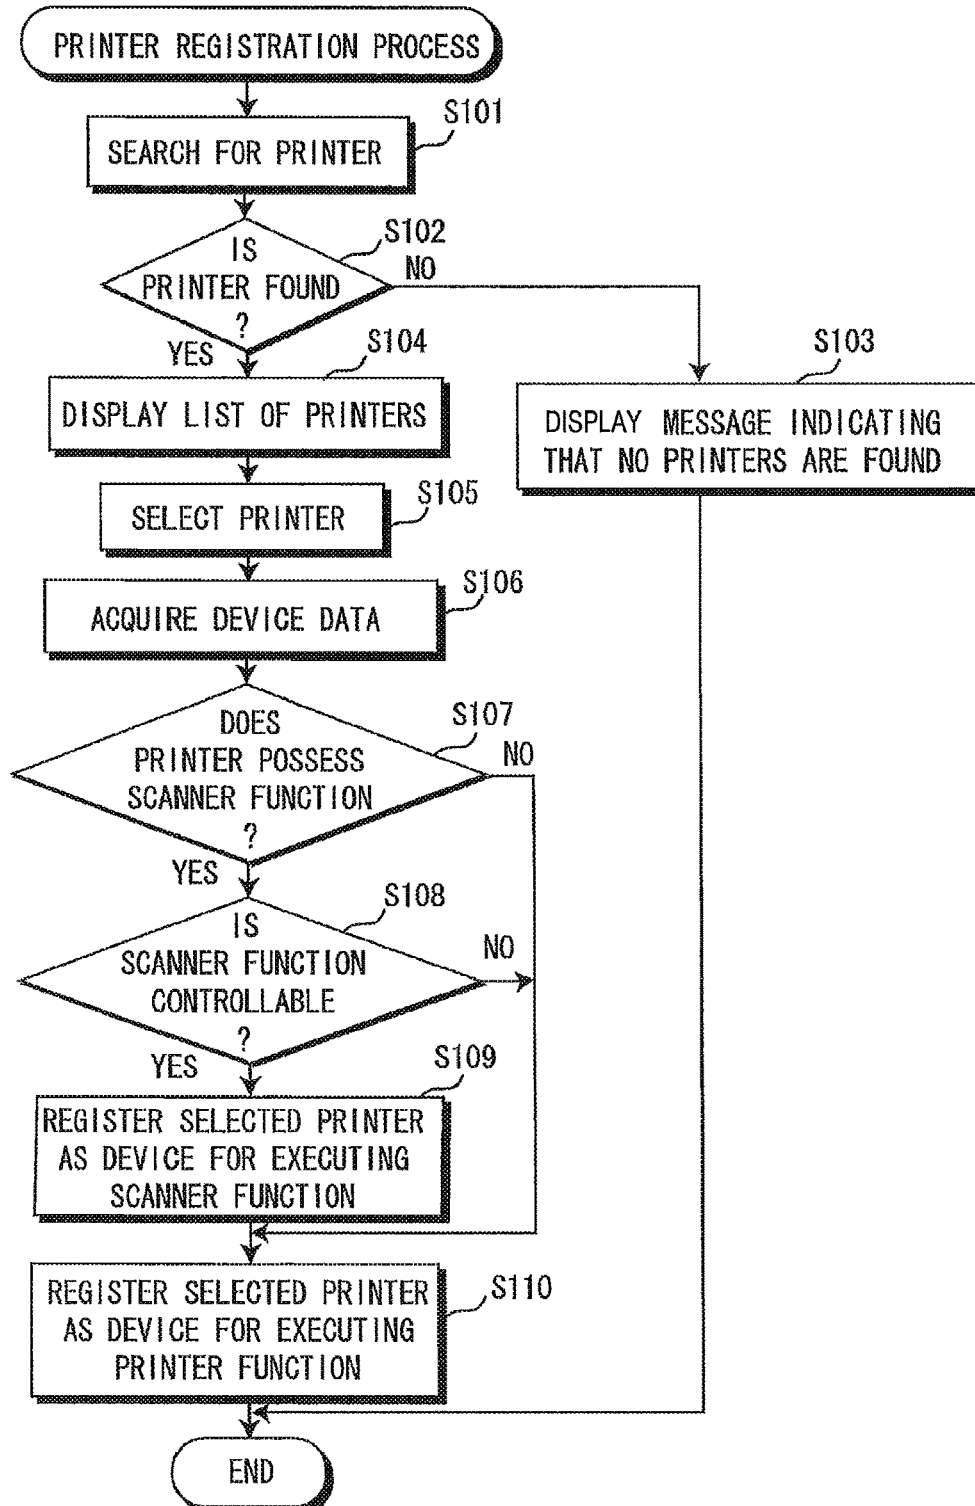 PRINTER REGISTRATION PROCESS
S101
SEARCH FOR PRINTER
S102
IS
PRINTER FOUND
?
NO
YES
S104
DISPLAY LIST OF PRINTERS
S103
DISPLAY MESSAGE INDICATING
THAT NO PRINTERS ARE FOUND
S105
SELECT PRINTER
S106
ACQUIRE DEVICE DATA
S107
DOES
PRINTER POSSESS
SCANNER FUNCTION
?
NO
YES
S108
IS
SCANNER FUNCTION
CONTROLLABLE
?
NO
YES
S109
REGISTER SELECTED PRINTER
AS DEVICE FOR EXECUTING
SCANNER FUNCTION
S110
REGISTER SELECTED PRINTER
AS DEVICE FOR EXECUTING
PRINTER FUNCTION
END